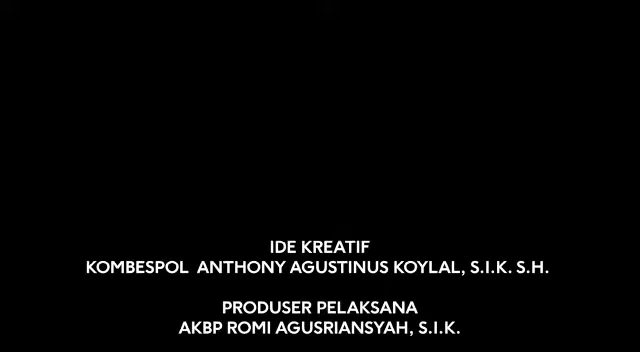 IDE KREATIF
KOMBESPOL ANTHONY AGUSTINUS KOYLAL, S.I.K. S.H.
PRODUSER PELAKSANA
AKBP ROMI AGUSRIANSYAH, S.I.K.